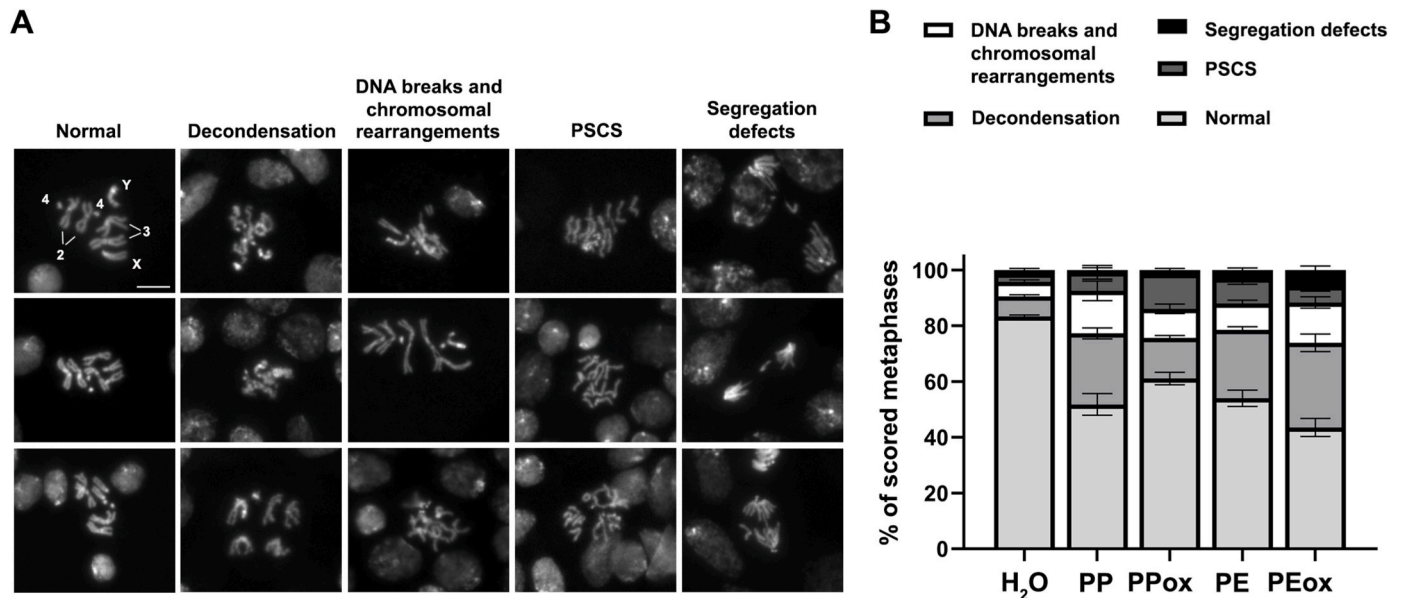 A
Normal
Decondensation
DNA breaks and
chromosomal
rearrangements
PSCS
Segregation
defects
Y
4
4
3
2
X
B
DNA breaks and
chromosomal
rearrangements
Segregation defects
PSCS
Decondensation
Normal
% of scored metaphases
100
80
60
40
20
0
H₂O
PP
PPox
PE
PEox